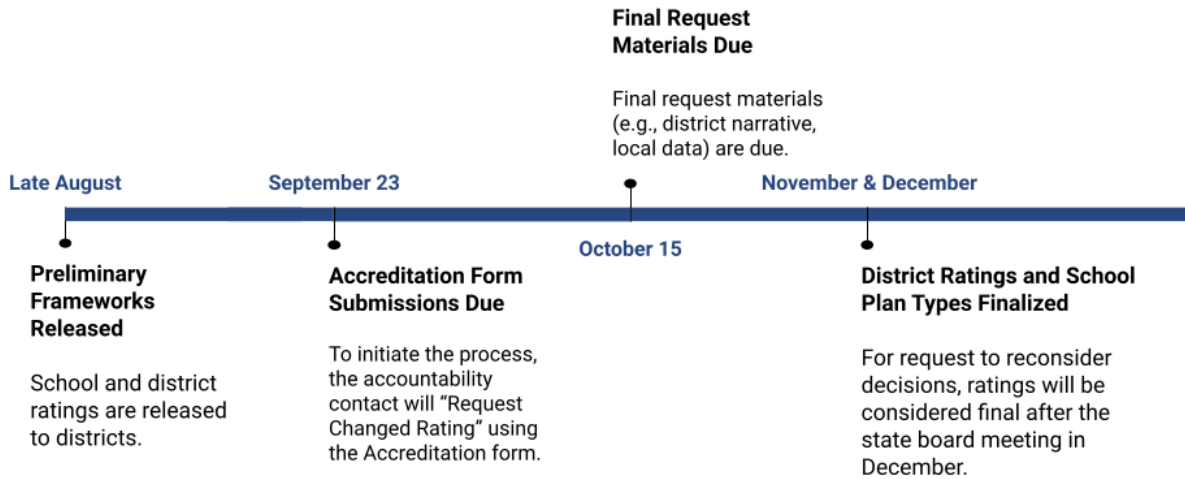 Late August
Preliminary
Frameworks
Released
School and district
ratings are released
to districts.
September 23
Accreditation Form
Submissions Due
To initiate the process,
the accountability
contact will “Request
Changed Rating” using
the Accreditation form.
Final Request
Materials Due
Final request materials
(e.g., district narrative,
local data) are due.
October 15
November & December
District Ratings and School
Plan Types Finalized
For request to reconsider
decisions, ratings will be
considered final after the
state board meeting in
December.